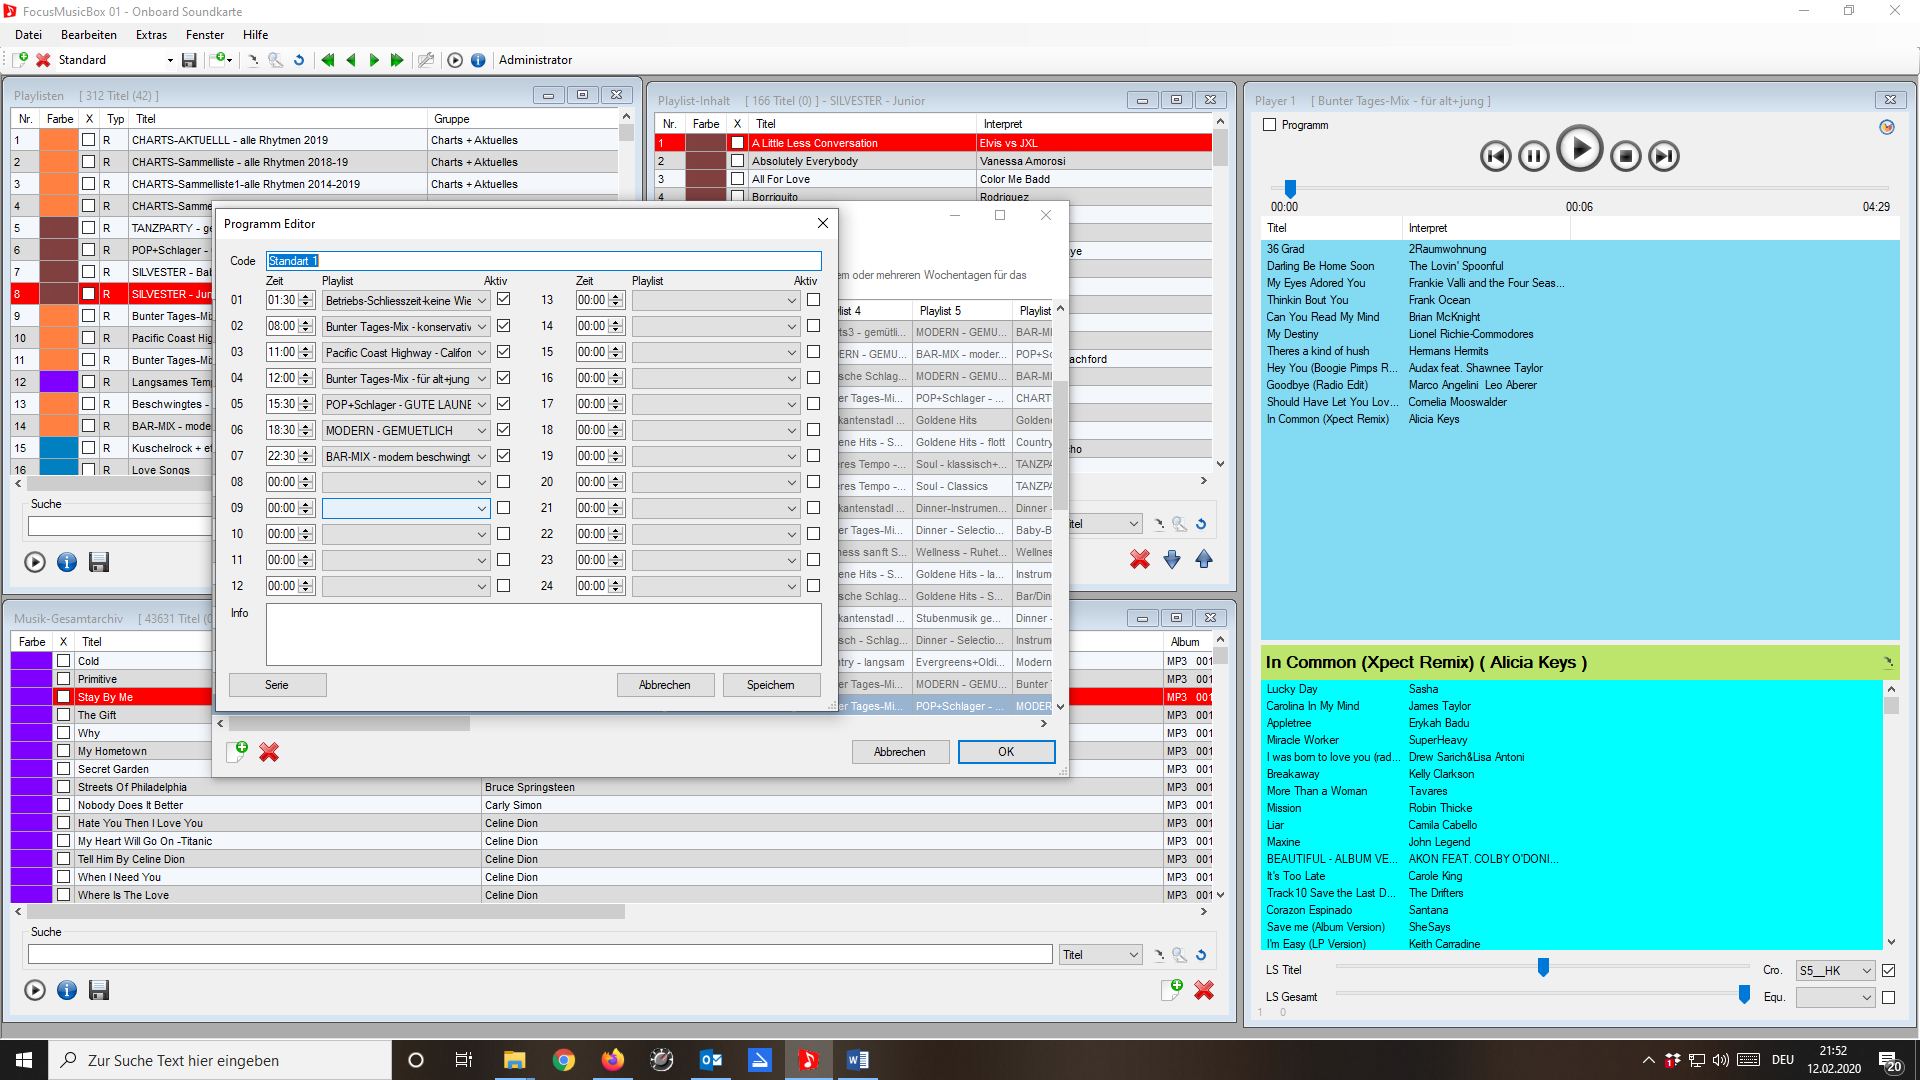 FocusMusicBox 01 - Onboard Soundkarte
Datei Bearbeiten Extras Fenster Hilfe
Standard Administrator
Playlisten [ 312 Titel (42) ]
Nr. Farbe X Typ Titel Gruppe
1 R CHARTS-AKTUELLL - alle Rhytmen 2019 Charts + Aktuelles
2 R CHARTS-Sammelliste - alle Rhytmen 2018-19 Charts + Aktuelles
3 R CHARTS-Sammelliste1-alle Rhytmen 2014-2019 Charts + Aktuelles
4 R CHARTS-Samme
5 R TANZPARTY - ge
6 R POP+Schlager -
7 R SILVESTER - Bal
8 R SILVESTER - Jun
9 R Bunter Tages-Mi
10 R Pacific Coast Hig
11 R Bunter Tages-Mi
12 R Langsames Temp
13 R Beschwingtes -
14 R BAR-MIX - mode
15 R Kuschelrock + et
16 R Love Songs
Suche
Playlist-Inhalt [ 166 Titel (0) ] - SILVESTER - Junior
Nr. Farbe X Titel Interpret
1 A Little Less Conversation Elvis vs JXL
2 Absolutely Everybody Vanessa Amorosi
3 All For Love Color Me Badd
4 Borriquito Rodriguez
ye
achford
cho
itel
Programm Editor
Code Standart 1
Zeit Playlist Aktiv Zeit Playlist Aktiv
01 01:30 Betriebs-Schliesszeit-keine Wie 13 00:00
02 08:00 Bunter Tages-Mix - konservativ 14 00:00
03 11:00 Pacific Coast Highway - Californ 15 00:00
04 12:00 Bunter Tages-Mix - für alt+jung 16 00:00
05 15:30 POP+Schlager - GUTE LAUNE 17 00:00
06 18:30 MODERN - GEMUETLICH 18 00:00
07 22:30 BAR-MIX - modern beschwingt 19 00:00
08 00:00 20 00:00
09 00:00 21 00:00
10 00:00 22 00:00
11 00:00 23 00:00
12 00:00 24 00:00
Info
Serie Abbrechen Speichern
em oder mehreren Wochentagen für das
list 4 Playlist 5 Playlist
ts3 - gemütli... MODERN - GEMU... BAR-MI
ERN - GEMU... BAR-MIX - moder... POP+Sc
sche Schlag... MODERN - GEMU... BAR-MI
er Tages-Mi... POP+Schlager - ... CHART
kantenstadl ... Goldene Hits Golden
ene Hits - S... Goldene Hits - flott Country
eres Tempo -... Soul - klassisch+... TANZPA
eres Tempo -... Soul - Classics TANZPA
kantenstadl ... Dinner-Instrumen... Dinner -
er Tages-Mi... Dinner - Selectio... Baby-B
ness sanft S... Wellness - Ruhet... Wellnes
ene Hits - S... Goldene Hits - la... Instrum
ene Hits - S... Goldene Hits - S... Bar/Din
kantenstadl ... Stubenmusik ge... Dinner -
sch - Schlag... Dinner - Selectio... Instrum
ntry - langsam Evergreens+Oldi... Modern
er Tages-Mi... MODERN - GEMU... Bunter
er Tages-Mi... POP+Schlager - ... MODER
Abbrechen OK
Musik-Gesamtarchiv [ 43631 Titel (0
Farbe X Titel Album
Cold MP3 001
Primitive MP3 001
Stay By Me MP3 001
The Gift MP3 001
Why MP3 001
My Hometown MP3 001
Secret Garden MP3 001
Streets Of Philadelphia Bruce Springsteen MP3 001
Nobody Does It Better Carly Simon MP3 001
Hate You Then I Love You Celine Dion MP3 001
My Heart Will Go On -Titanic Celine Dion MP3 001
Tell Him By Celine Dion Celine Dion MP3 001
When I Need You Celine Dion MP3 001
Where Is The Love Celine Dion MP3 001
Suche
Titel
Player 1 [ Bunter Tages-Mix - für alt+jung ]
Programm
00:00 00:06 04:29
Titel Interpret
36 Grad 2Raumwohnung
Darling Be Home Soon The Lovin' Spoonful
My Eyes Adored You Frankie Valli and the Four Seas...
Thinkin Bout You Frank Ocean
Can You Read My Mind Brian McKnight
My Destiny Lionel Richie-Commodores
Theres a kind of hush Hermans Hermits
Hey You (Boogie Pimps R... Audax feat. Shawnee Taylor
Goodbye (Radio Edit) Marco Angelini Leo Aberer
Should Have Let You Lov... Cornelia Mooswalder
In Common (Xpect Remix) Alicia Keys
In Common (Xpect Remix) ( Alicia Keys )
Lucky Day Sasha
Carolina In My Mind James Taylor
Appletree Erykah Badu
Miracle Worker SuperHeavy
I was born to love you (rad... Drew Sarich&Lisa Antoni
Breakaway Kelly Clarkson
More Than a Woman Tavares
Mission Robin Thicke
Liar Camila Cabello
Maxine John Legend
BEAUTIFUL - ALBUM VE... AKON FEAT. COLBY O'DONI...
It's Too Late Carole King
Track10 Save the Last D... The Drifters
Corazon Espinado Santana
Save me (Album Version) SheSays
I'm Easy (LP Version) Keith Carradine
LS Titel Cro. S5__HK
LS Gesamt Equ.
1 0
Zur Suche Text hier eingeben
DEU 21:52
12.02.2020 20